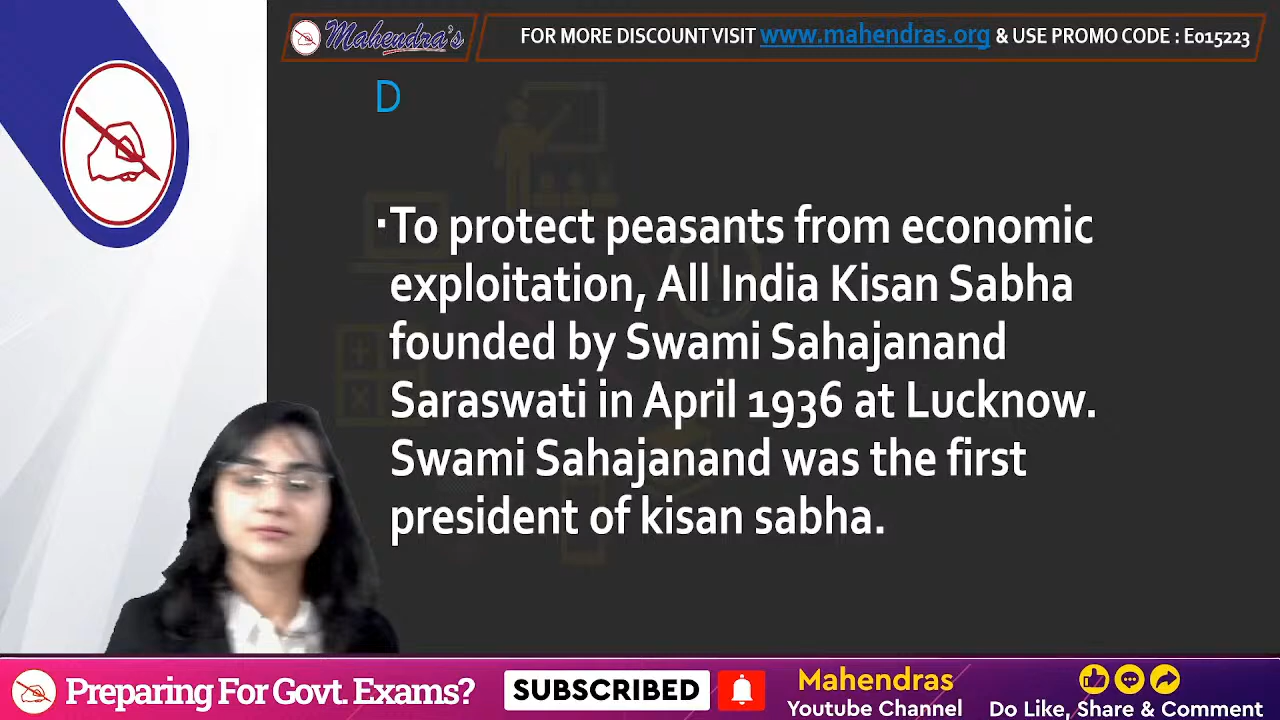 Mahendra's
FOR MORE DISCOUNT VISIT www.mahendras.org & USE PROMO CODE : E015223
D
·To protect peasants from economic
exploitation, All India Kisan Sabha
founded by Swami Sahajanand
Saraswati in April 1936 at Lucknow.
Swami Sahajanand was the first
president of kisan sabha.
Preparing For Govt. Exams?
SUBSCRIBED
Mahendras
Youtube Channel
Do Like, Share & Comment